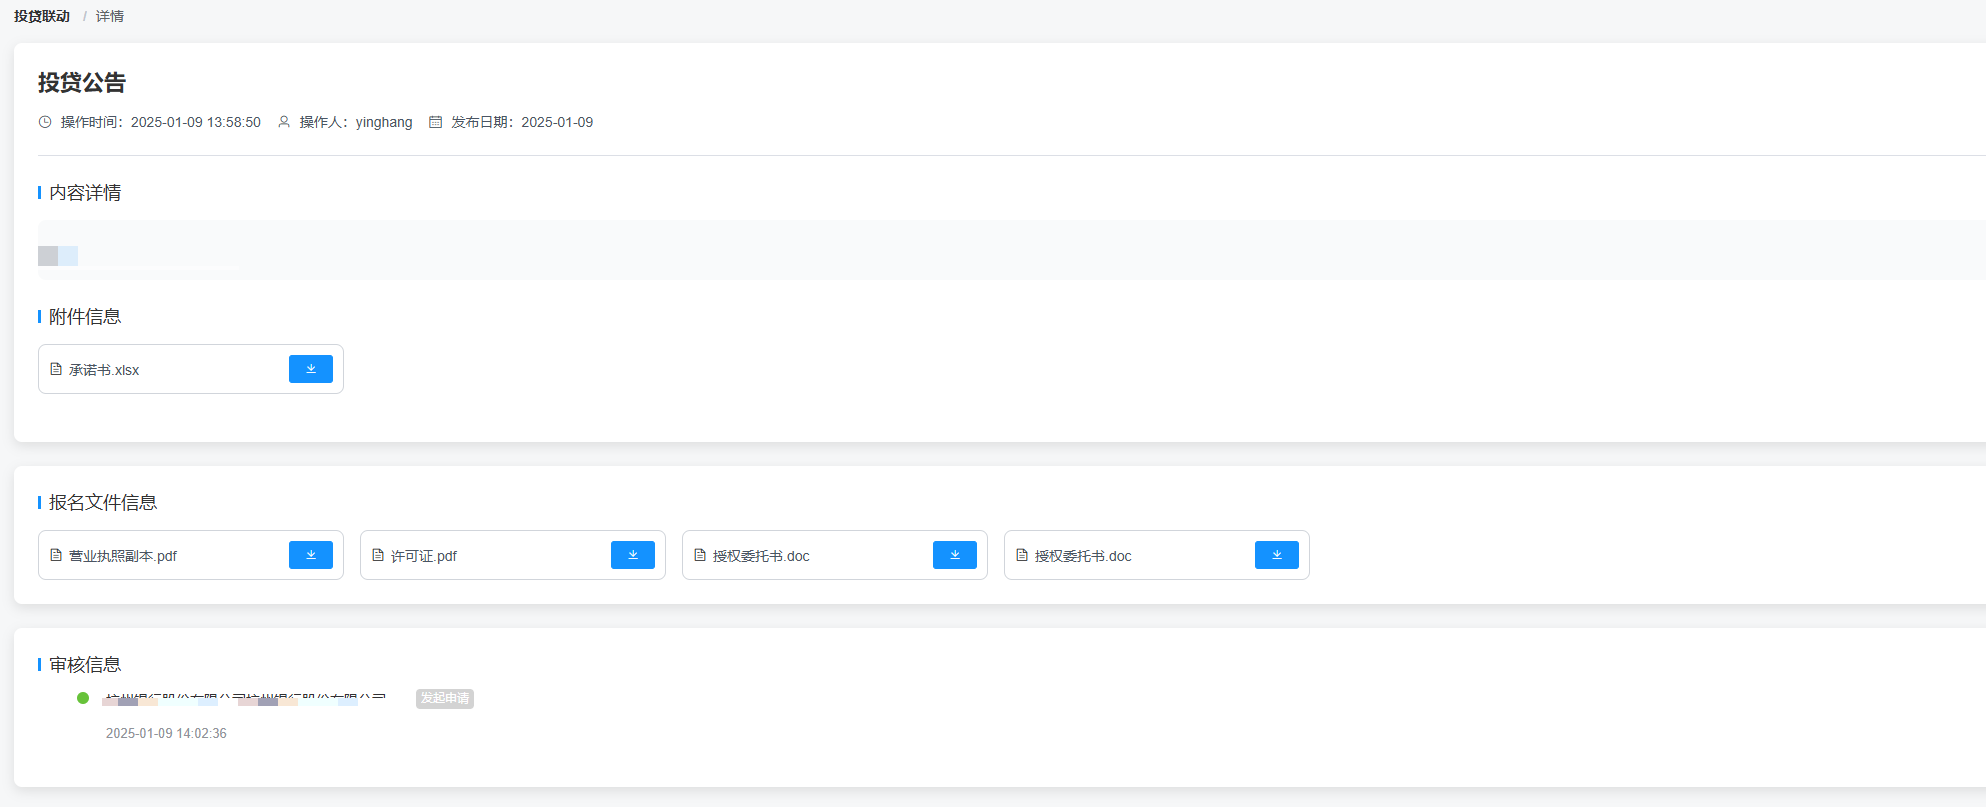 投贷联动 / 详情
投贷公告
操作时间：2025-01-09 13:58:50 操作人：yinghang 发布日期：2025-01-09
内容详情
附件信息
承诺书.xlsx
报名文件信息
营业执照副本.pdf 许可证.pdf 授权委托书.doc 授权委托书.doc
审核信息
发起申请
2025-01-09 14:02:36